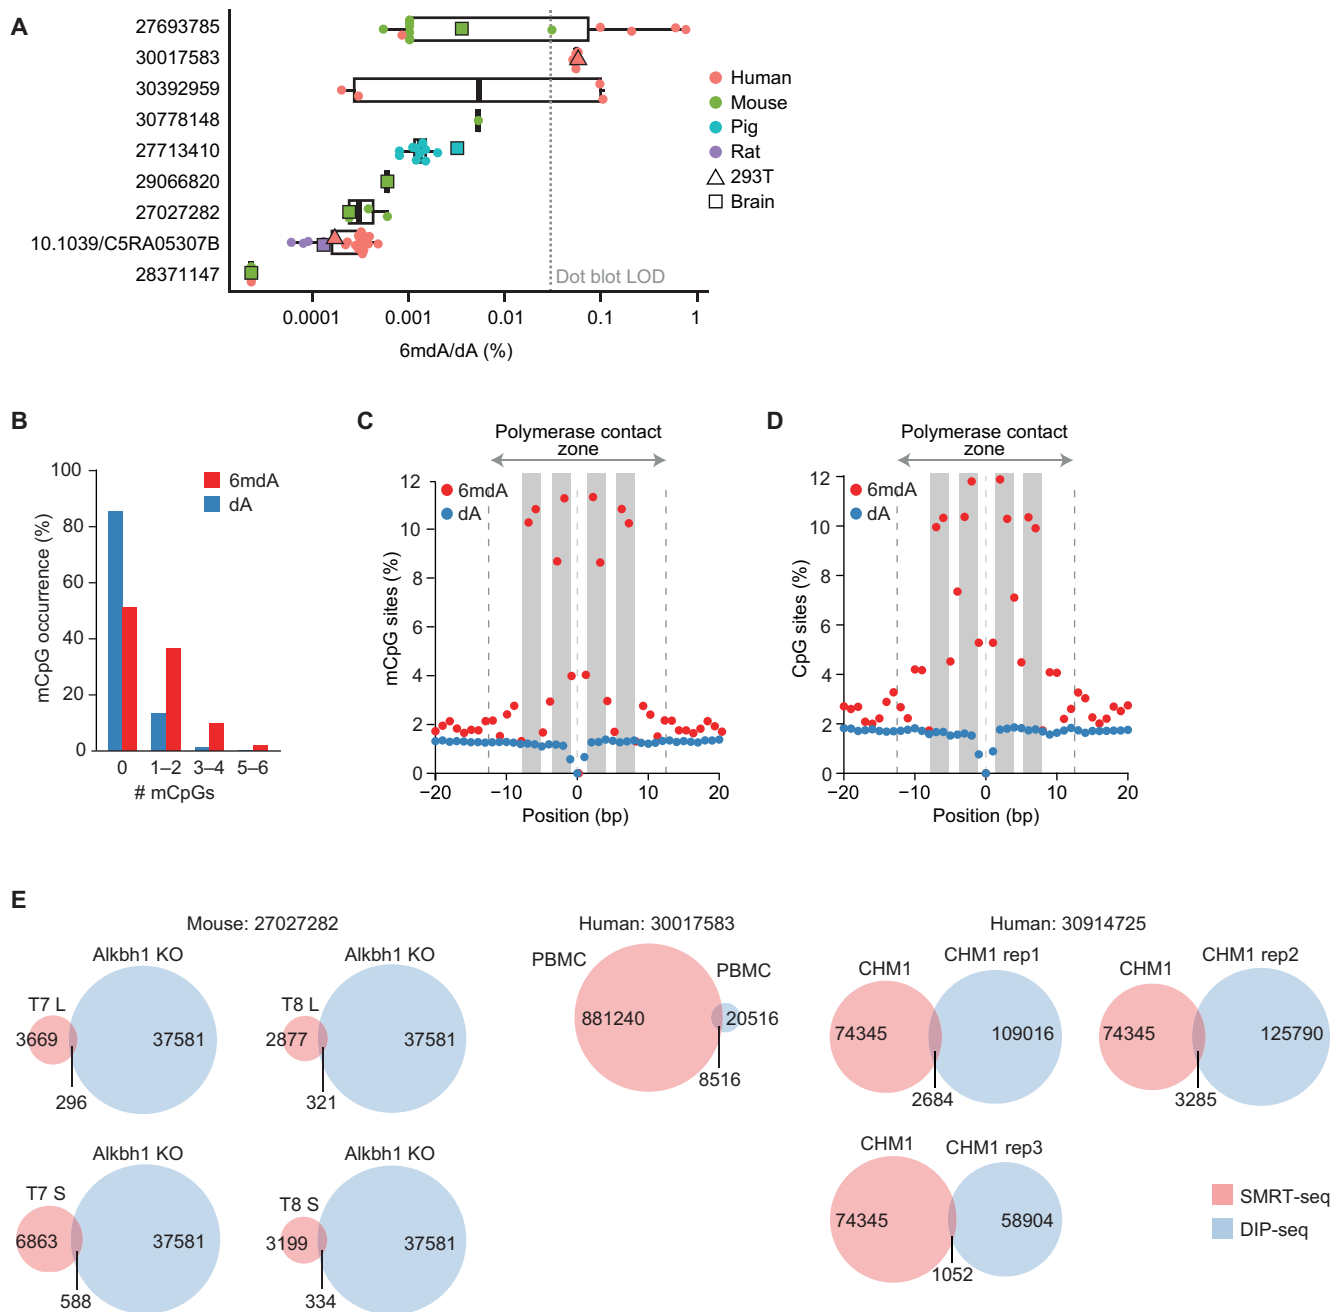 A
27693785
30017583
30392959
30778148
27713410
29066820
27027282
10.1039/C5RA05307B
28371147
Human
Mouse
Pig
Rat
293T
Brain
Dot blot LOD
0.0001 0.001 0.01 0.1 1
6mdA/dA (%)
B
mCpG occurrence (%)
100
80
60
40
20
0
6mdA
dA
0 1–2 3–4 5–6
# mCpGs
C
Polymerase contact
zone
mCpG sites (%)
12
10
8
6
4
2
0
6mdA
dA
−20 −10 0 10 20
Position (bp)
D
Polymerase contact
zone
CpG sites (%)
12
10
8
6
4
2
0
6mdA
dA
−20 −10 0 10 20
Position (bp)
E
Mouse: 27027282
Alkbh1 KO
T7 L
3669
37581
296
Alkbh1 KO
T8 L
2877
37581
321
Alkbh1 KO
T7 S
6863
37581
588
Alkbh1 KO
T8 S
3199
37581
334
Human: 30017583
PBMC
PBMC
881240
20516
8516
Human: 30914725
CHM1
CHM1 rep1
74345
109016
2684
CHM1
CHM1 rep2
74345
125790
3285
CHM1
CHM1 rep3
74345
58904
1052
SMRT-seq
DIP-seq